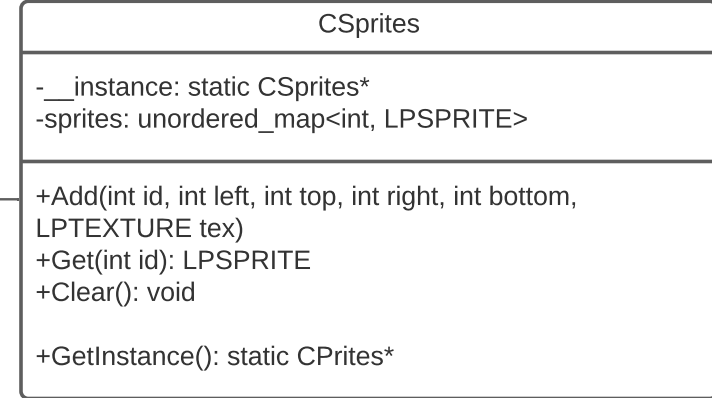 CSprites
-__instance: static CSprites*
-sprites: unordered_map<int, LPSPRITE>
+Add(int id, int left, int top, int right, int bottom,
LPTEXTURE tex)
+Get(int id): LPSPRITE
+Clear(): void
+GetInstance(): static CPrites*